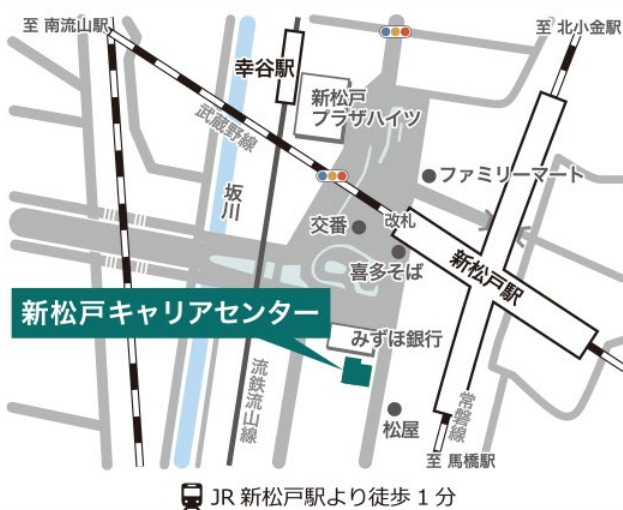 至 南流山駅
至 北小金駅
幸谷駅
新松戸
プラザハイツ
武蔵野線
ファミリーマート
坂川
交番
改札
喜多そば
新松戸駅
新松戸キャリアセンター
みずほ銀行
流鉄流山線
松屋
常磐線
至 馬橋駅
JR 新松戸駅より徒歩 1 分